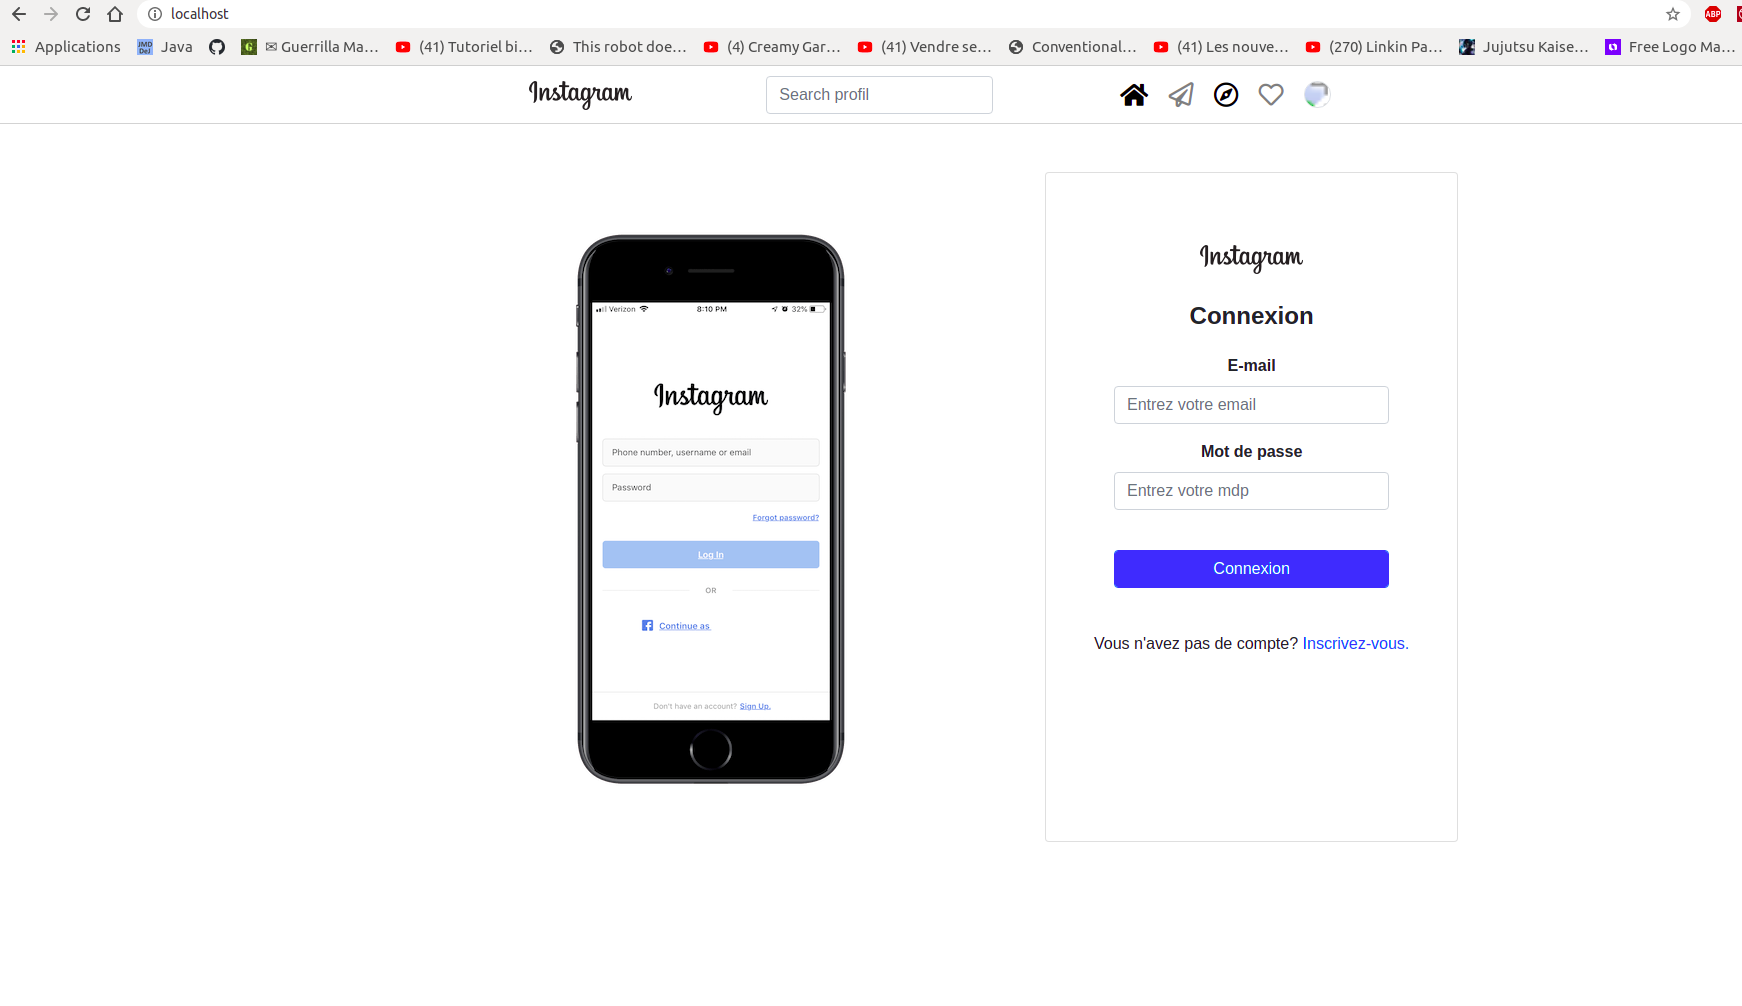 localhost
Applications Java Guerrilla Ma... (41) Tutoriel bi... This robot doe... (4) Creamy Gar... (41) Vendre se... Conventional... (41) Les nouve... (270) Linkin Pa... Jujutsu Kaise... Free Logo Ma...
ABP
Instagram Search profil
Verizon 8:10 PM 32%
Instagram
Phone number, username or email
Password
Forgot password?
Log In
OR
Continue as
Don't have an account? Sign Up.
Instagram
Connexion
E-mail
Entrez votre email
Mot de passe
Entrez votre mdp
Connexion
Vous n'avez pas de compte? Inscrivez-vous.